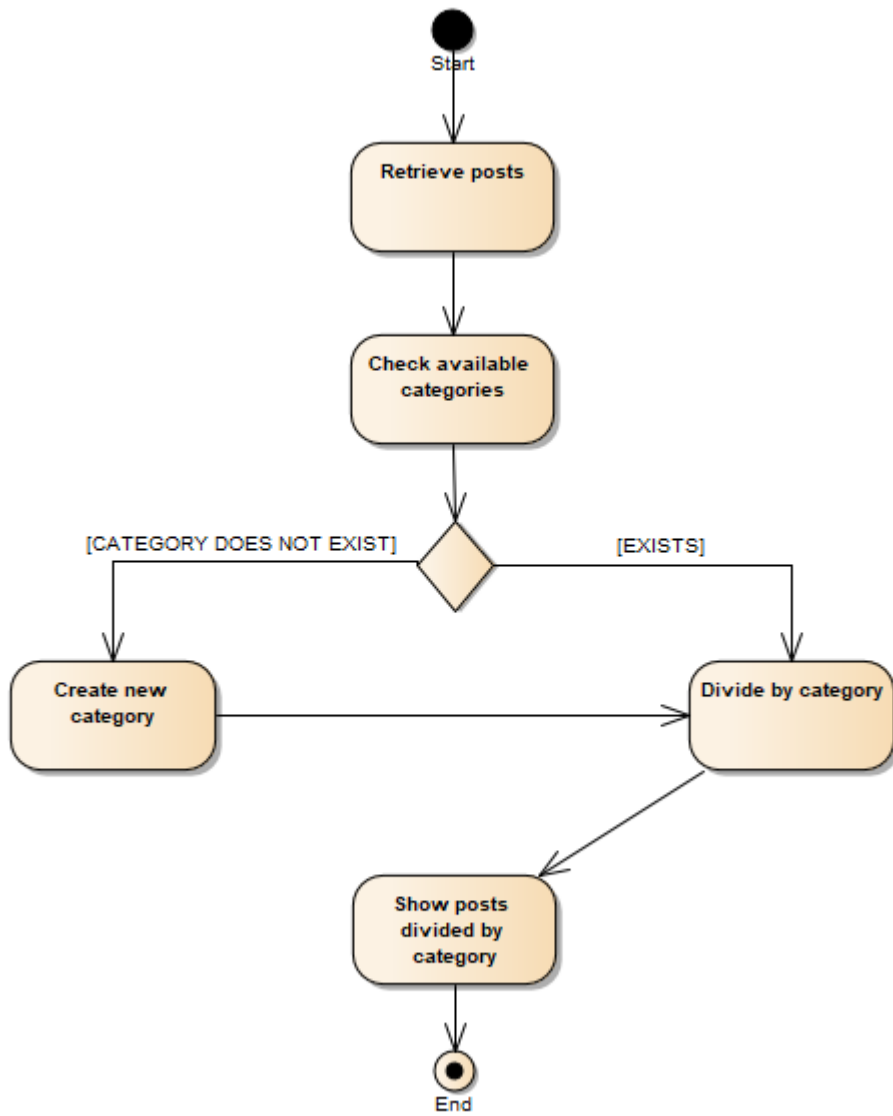 Start
Retrieve posts
Check available
categories
[CATEGORY DOES NOT EXIST]
[EXISTS]
Create new
category
Divide by category
Show posts
divided by
category
End